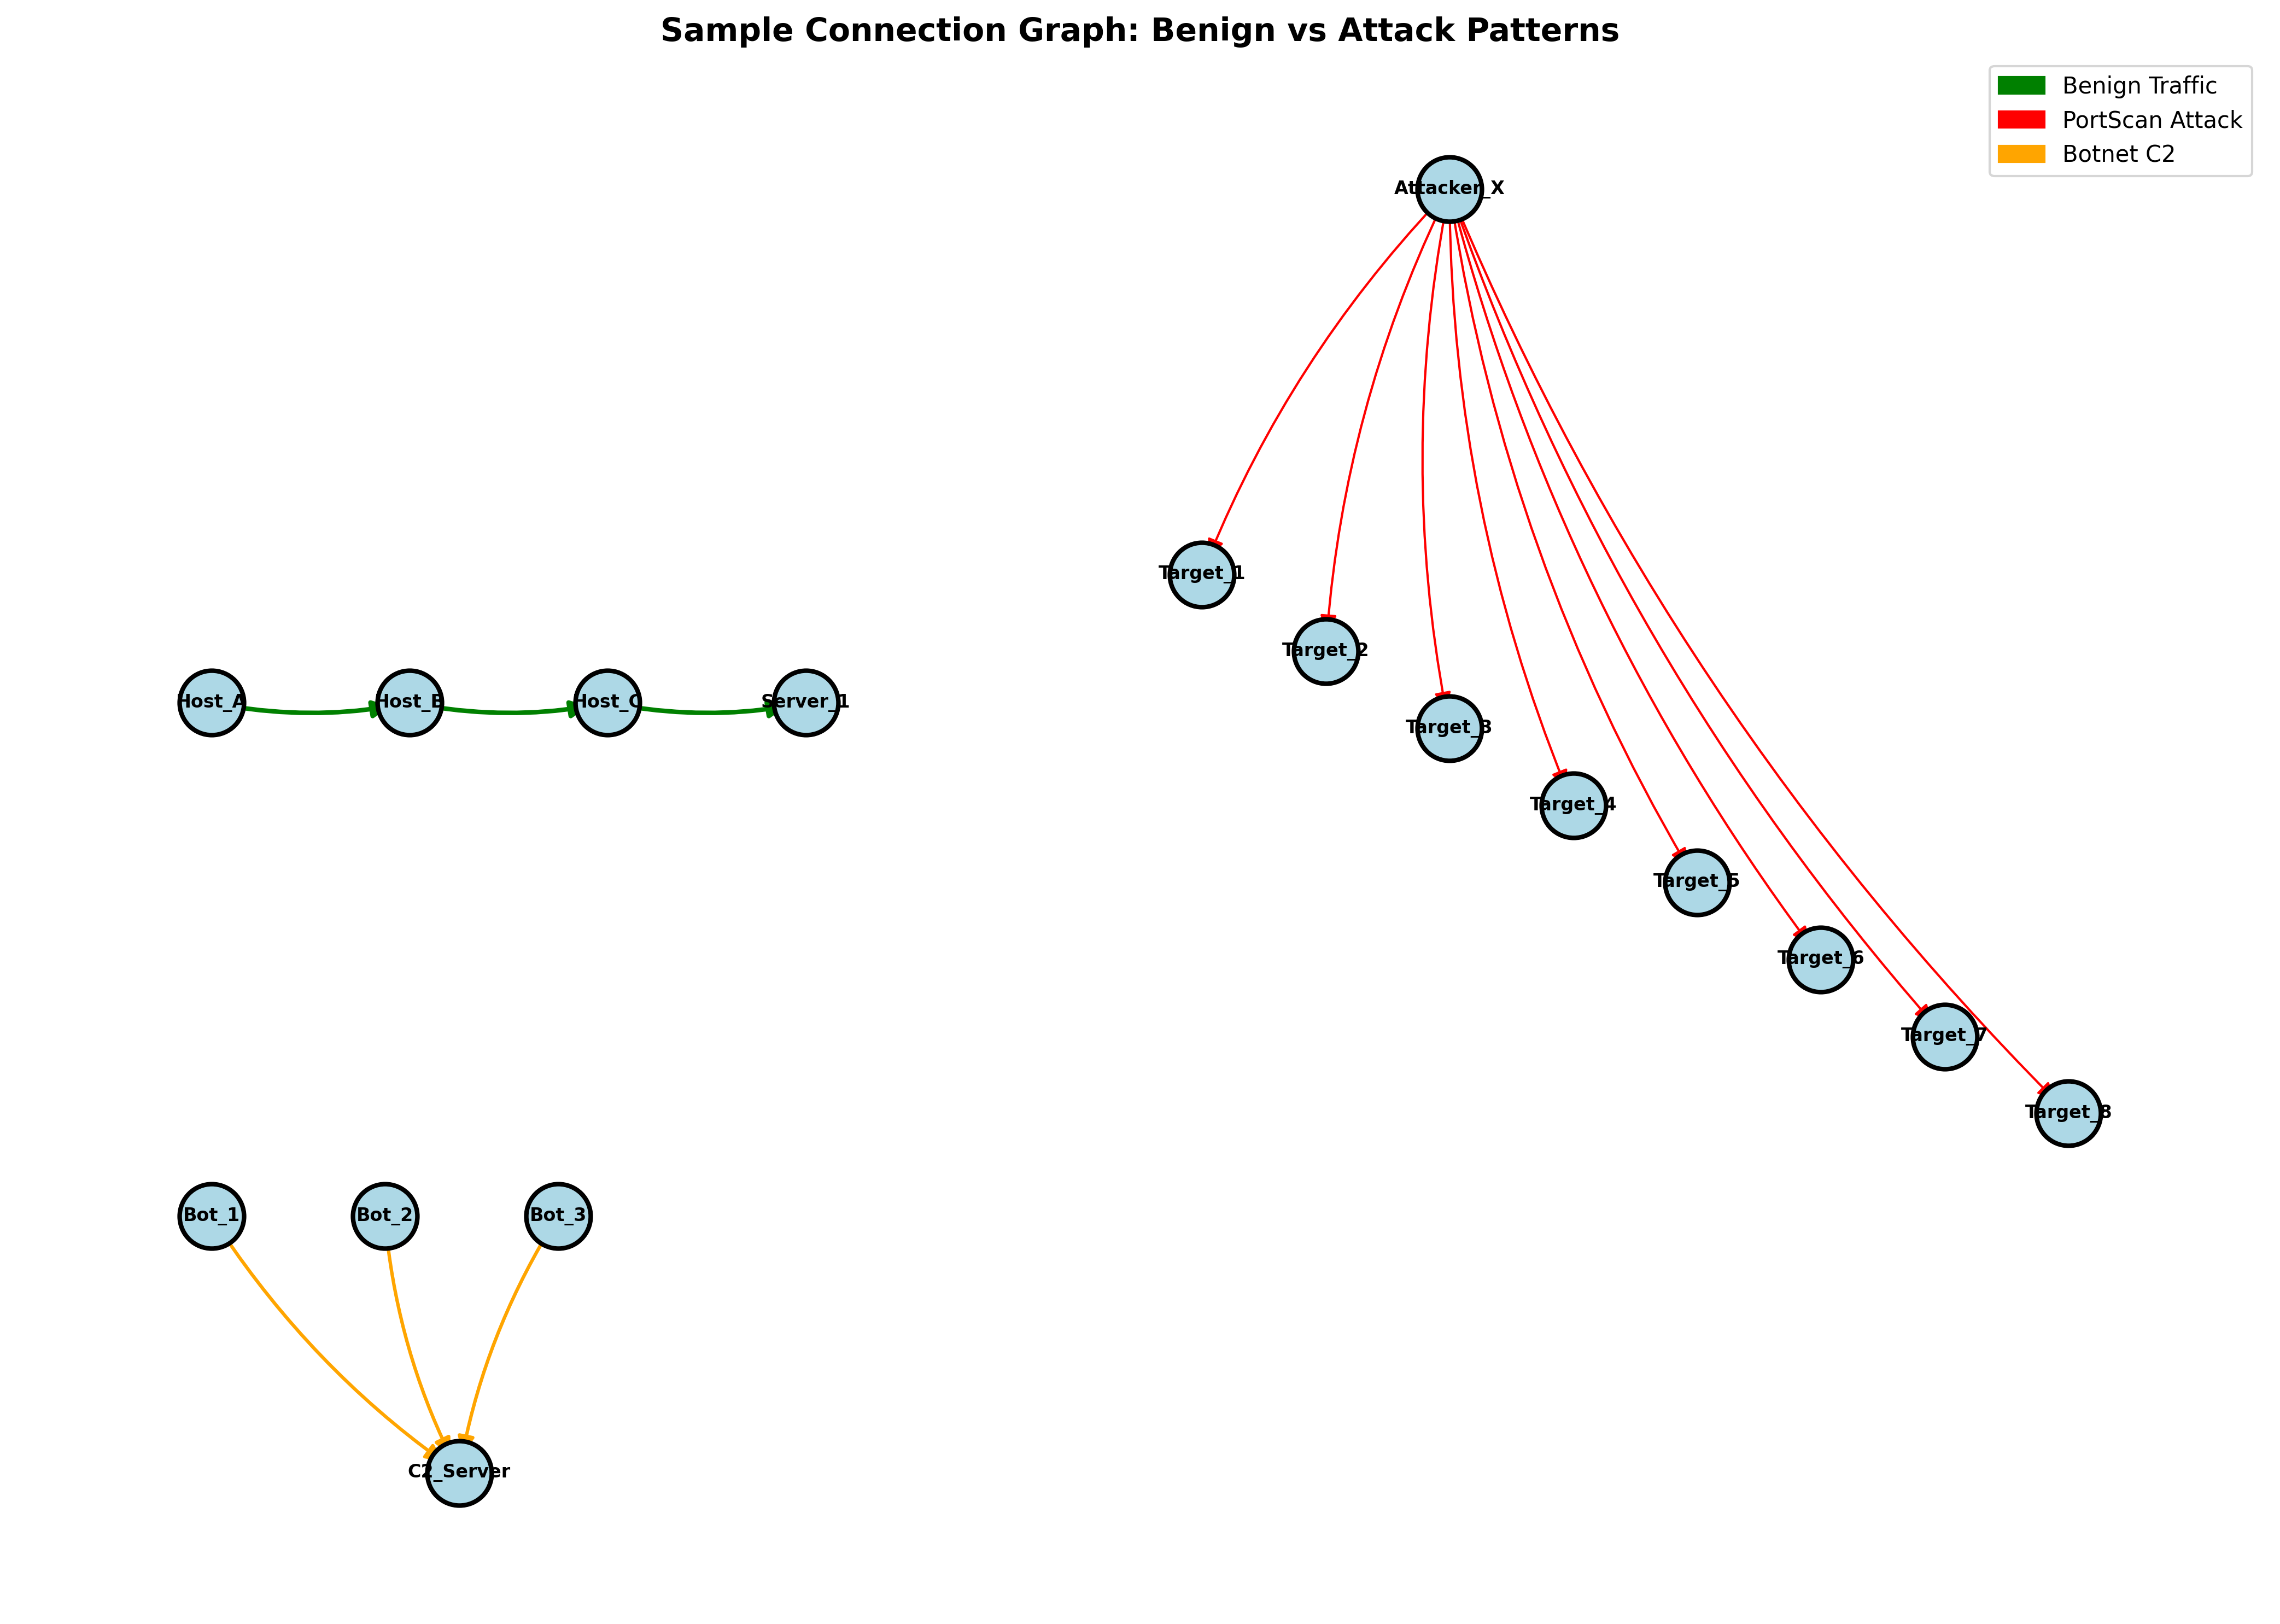 Sample Connection Graph: Benign vs Attack Patterns
Benign Traffic
PortScan Attack
Botnet C2
Attacker_X
Target_1
Target_2
Host_A
Host_B
Host_C
Server_1
Target_3
Target_4
Target_5
Target_6
Target_7
Target_8
Bot_1
Bot_2
Bot_3
C2_Server